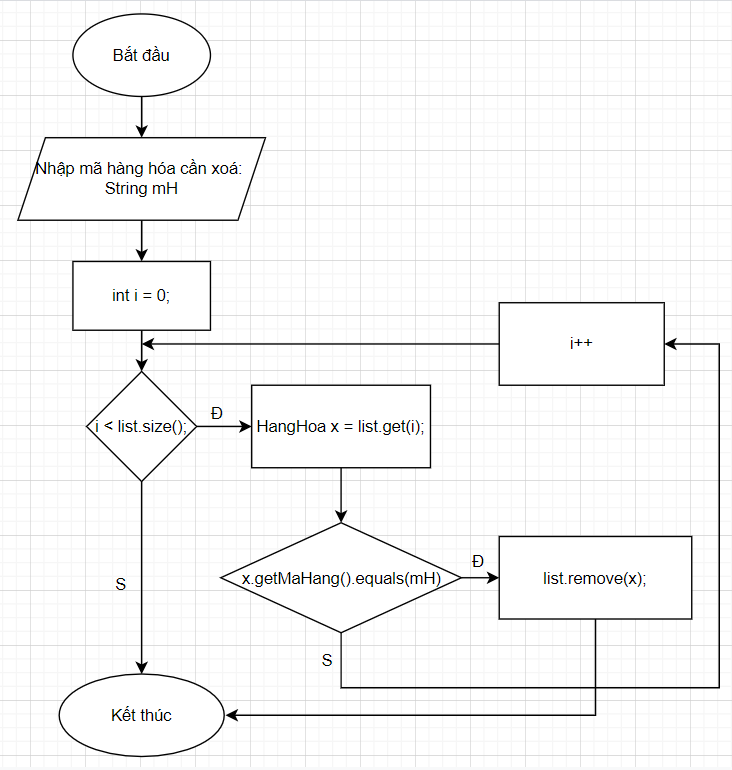 Bắt đầu
Nhập mã hàng hóa cần xoá:
String mH
int i = 0;
i++
i < list.size();
Đ
HangHoa x = list.get(i);
x.getMaHang().equals(mH)
Đ
list.remove(x);
S
S
Kết thúc